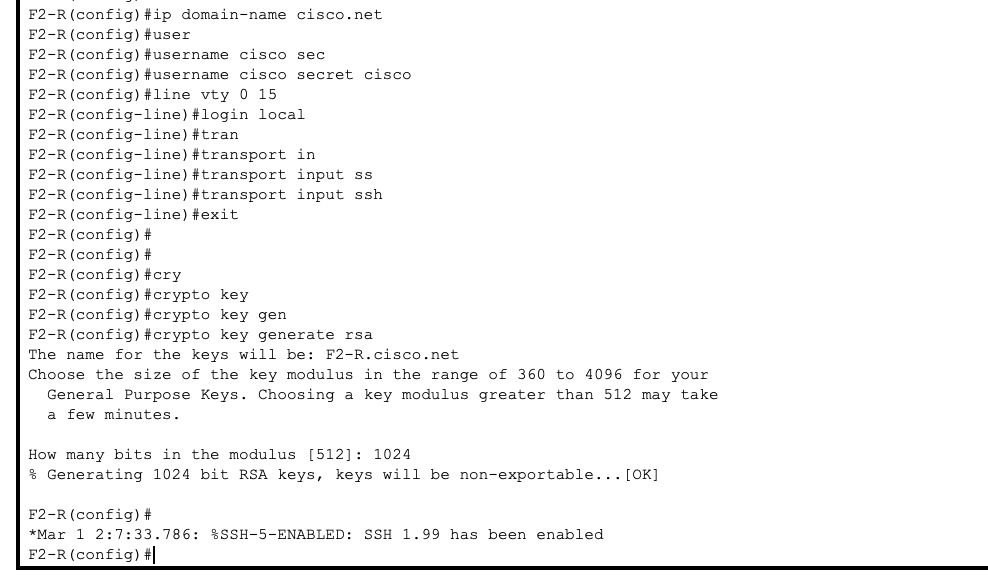 F2-R(config)#ip domain-name cisco.net
F2-R(config)#user
F2-R(config)#username cisco sec
F2-R(config)#username cisco secret cisco
F2-R(config)#line vty 0 15
F2-R(config-line)#login local
F2-R(config-line)#tran
F2-R(config-line)#transport in
F2-R(config-line)#transport input ss
F2-R(config-line)#transport input ssh
F2-R(config-line)#exit
F2-R(config)#
F2-R(config)#
F2-R(config)#cry
F2-R(config)#crypto key
F2-R(config)#crypto key gen
F2-R(config)#crypto key generate rsa
The name for the keys will be: F2-R.cisco.net
Choose the size of the key modulus in the range of 360 to 4096 for your
  General Purpose Keys. Choosing a key modulus greater than 512 may take
  a few minutes.

How many bits in the modulus [512]: 1024
% Generating 1024 bit RSA keys, keys will be non-exportable...[OK]

F2-R(config)#
*Mar 1 2:7:33.786: %SSH-5-ENABLED: SSH 1.99 has been enabled
F2-R(config)#